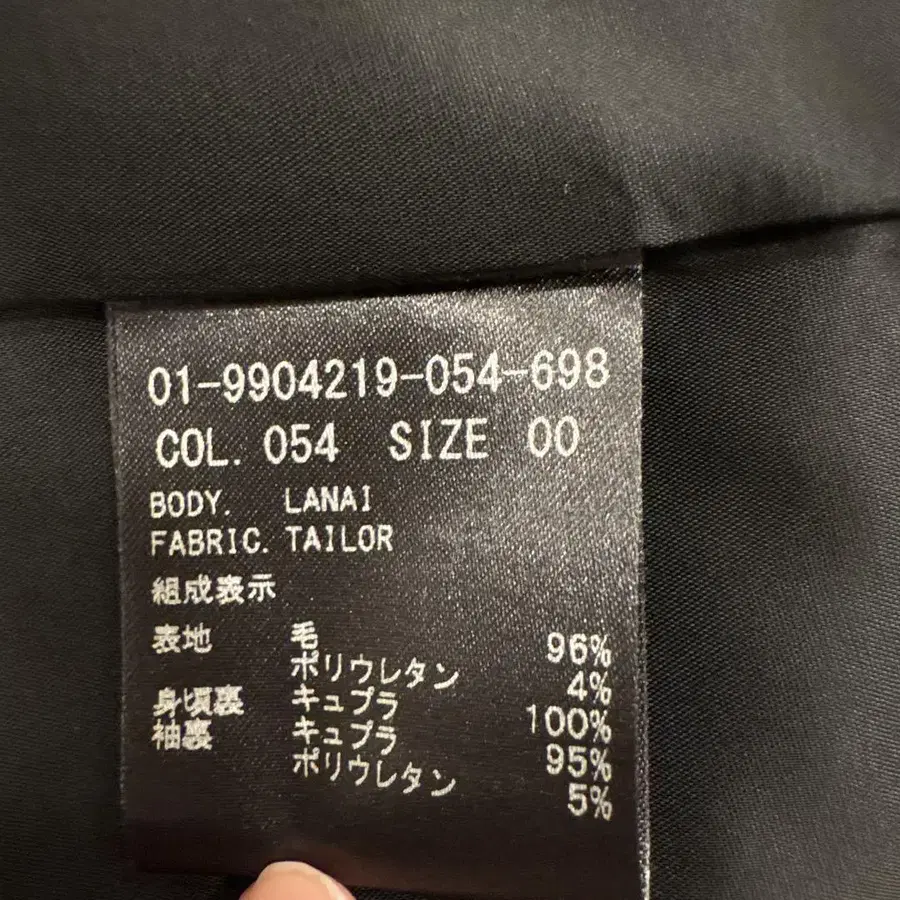 01-9904219-054-698
COL. 054 SIZE 00
BODY. LANAI
FABRIC. TAILOR
組成表示
表地 毛 96%
ポリウレタン 4%
身頃裏 キュプラ 100%
袖裏 キュプラ 95%
ポリウレタン 5%